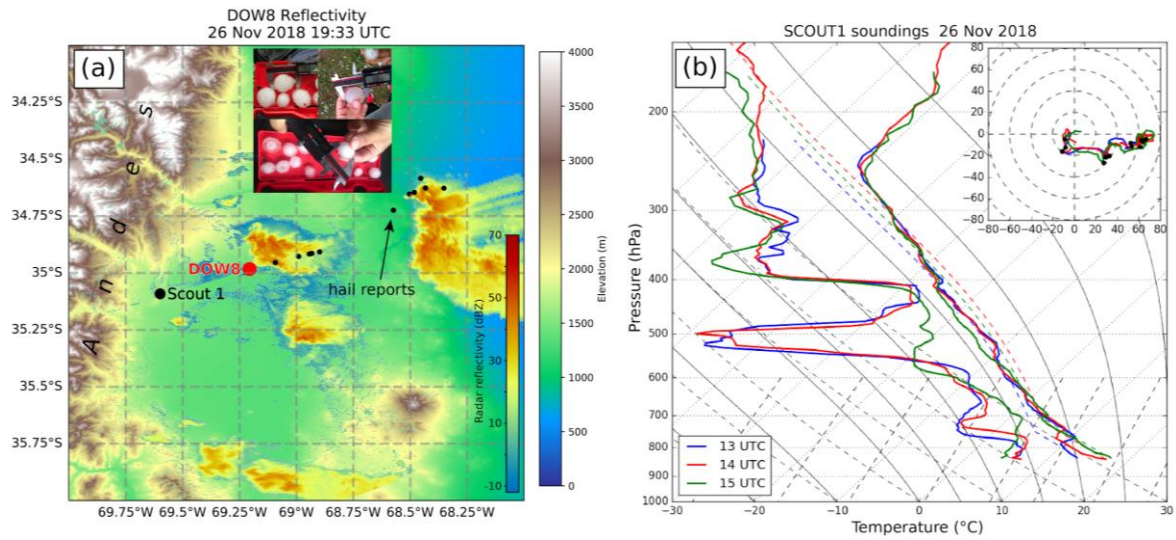 DOW8 Reflectivity
26 Nov 2018 19:33 UTC
(a)
34.25°S
34.5°S
34.75°S
35°S
35.25°S
35.5°S
35.75°S
69.75°W
69.5°W
69.25°W
69°W
68.75°W
68.5°W
68.25°W
Andes
DOW8
Scout 1
hail reports
70
50
30
10
-10
Radar reflectivity (dBZ)
4000
3500
3000
2500
2000
1500
1000
500
0
Elevation (m)
SCOUT1 soundings 26 Nov 2018
(b)
Pressure (hPa)
200
300
400
500
600
700
800
900
1000
−30
−20
−10
0
10
20
30
Temperature (°C)
13 UTC
14 UTC
15 UTC
80
60
40
20
0
−20
−40
−60
−80
−80
−60
−40
−20
0
20
40
60
80